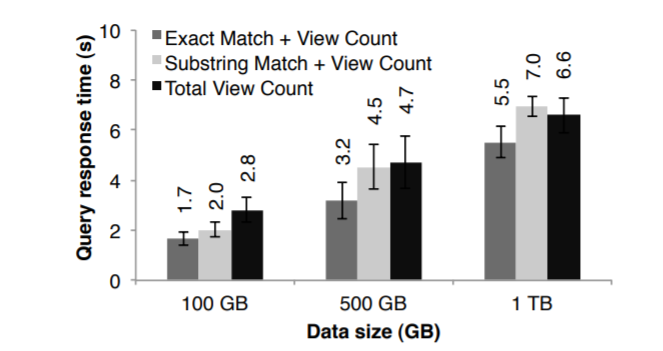 Query response time (s)
10
8
6
4
2
0
Exact Match + View Count
Substring Match + View Count
Total View Count
1.7
2.0
2.8
3.2
4.5
4.7
5.5
7.0
6.6
100 GB
500 GB
1 TB
Data size (GB)